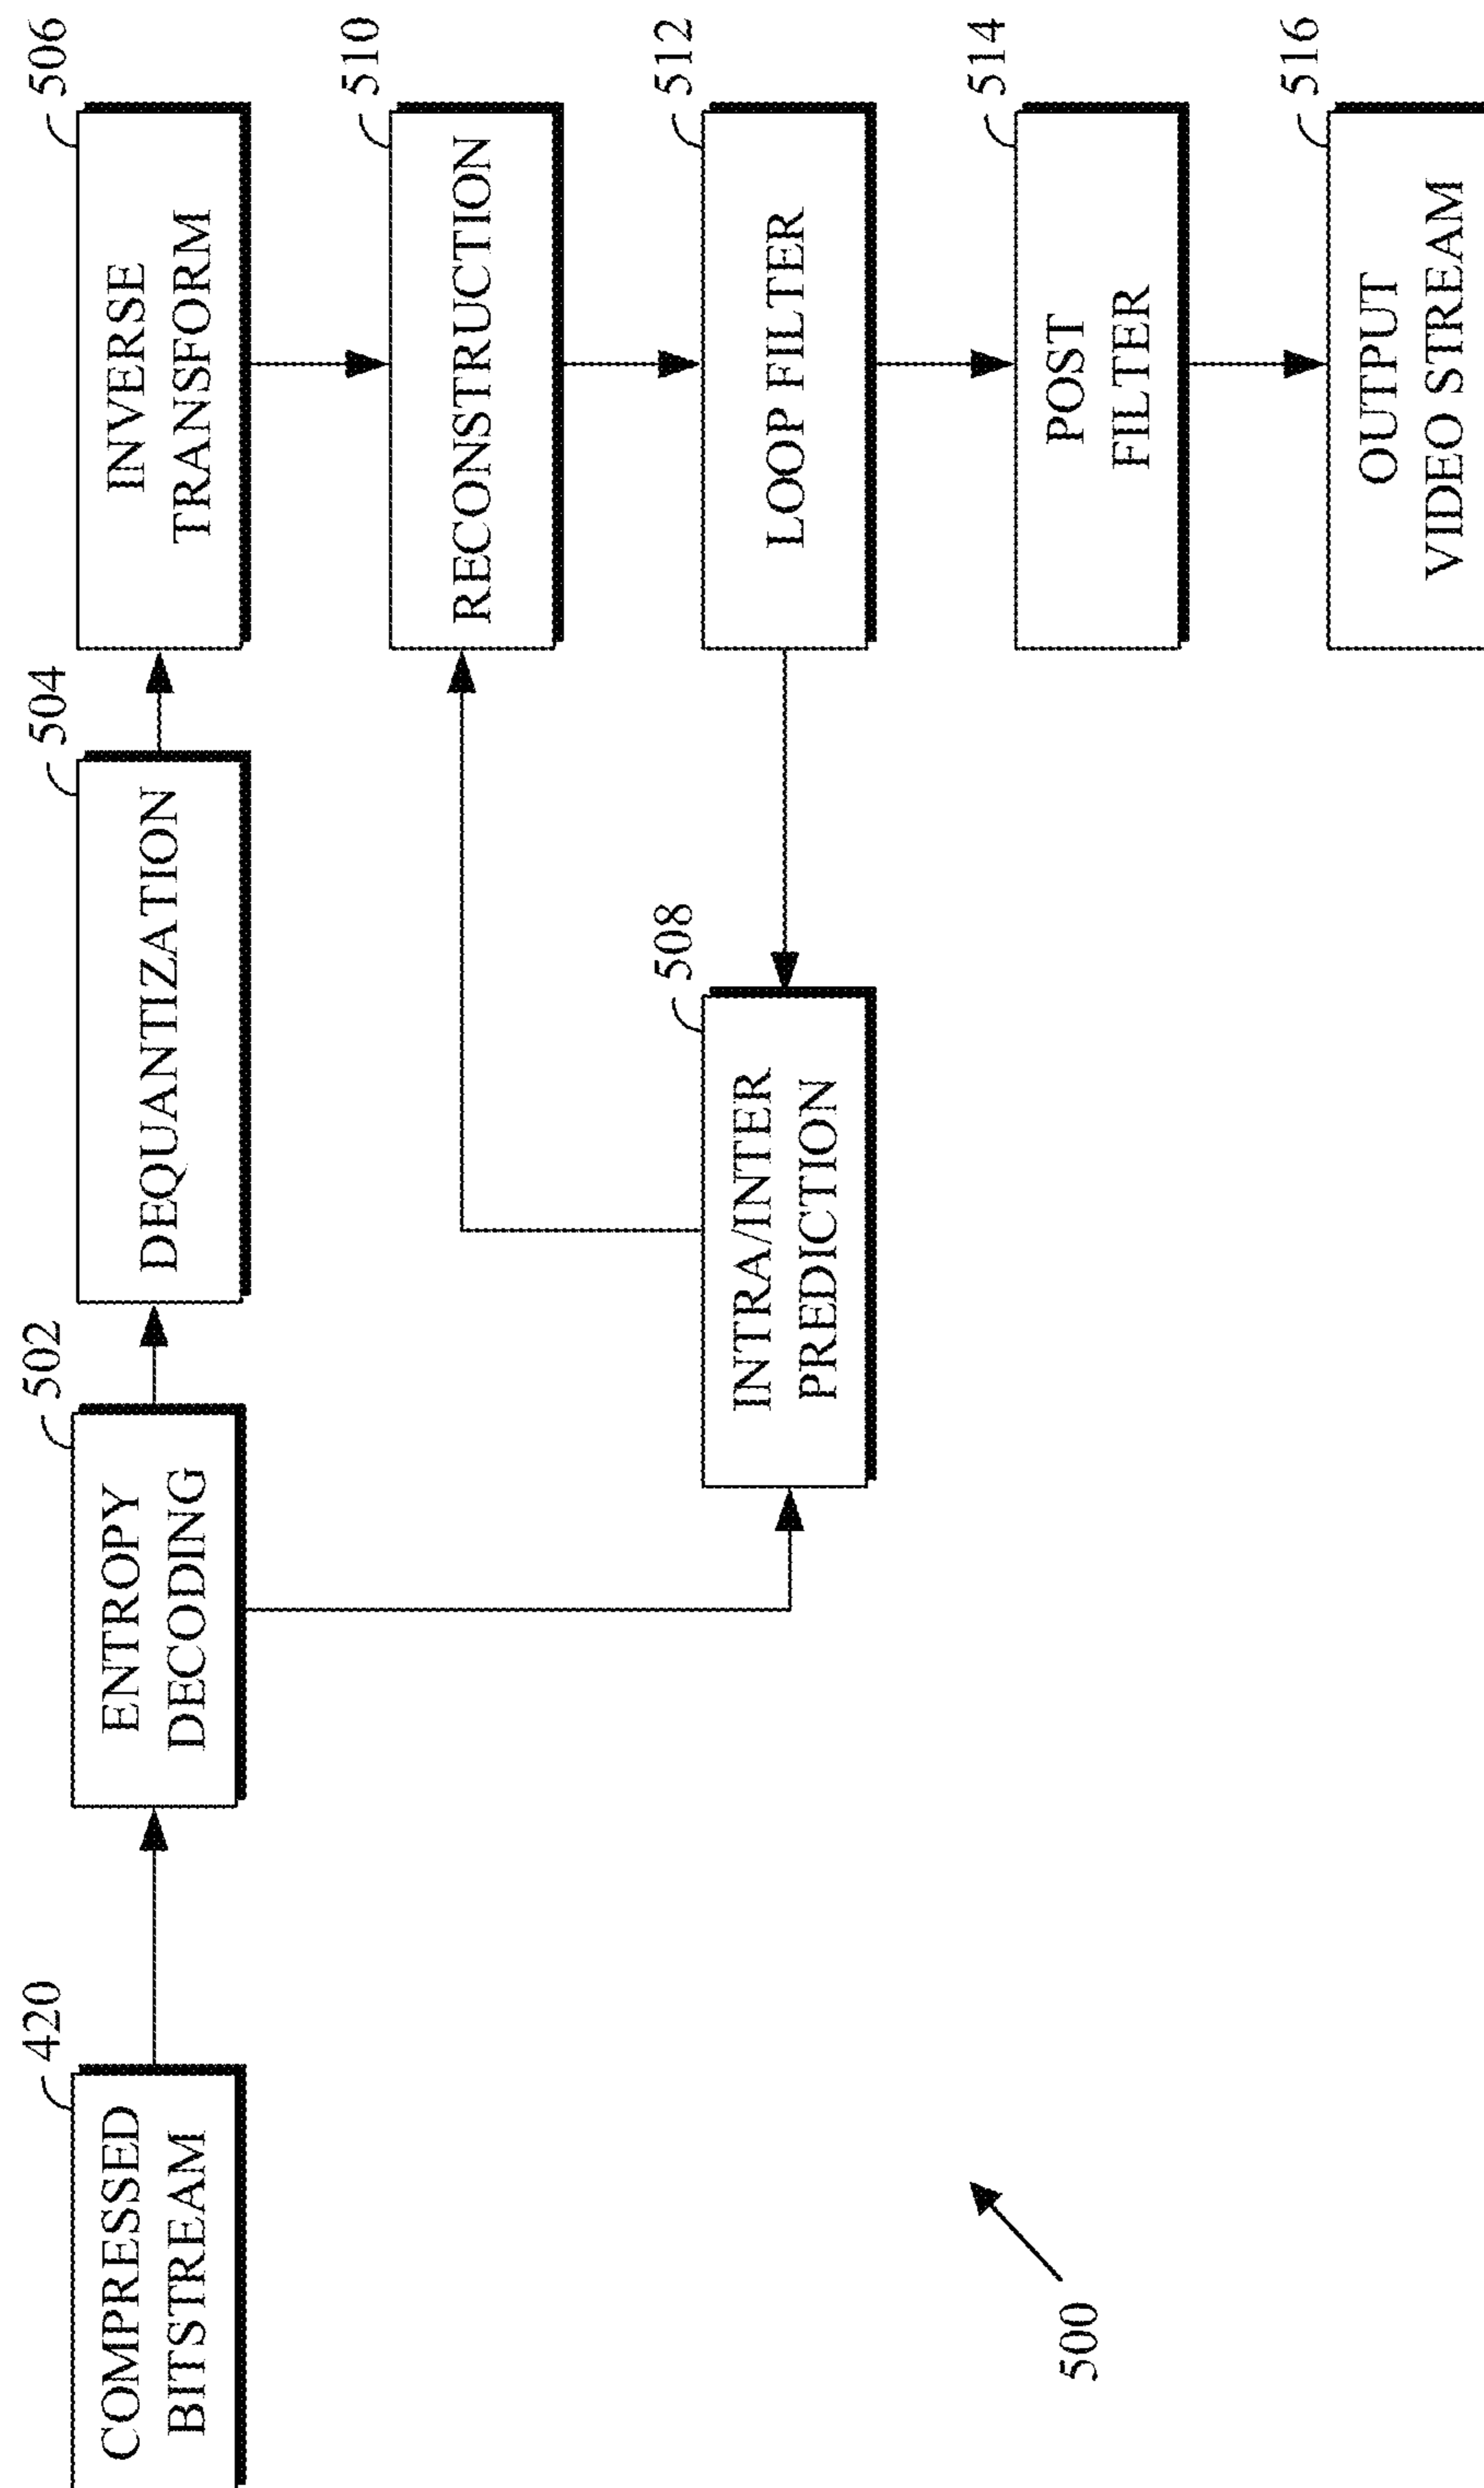 420
COMPRESSED
BITSTREAM
502
ENTROPY
DECODING
504
DEQUANTIZATION
506
INVERSE
TRANSFORM
510
RECONSTRUCTION
508
INTRA/INTER
PREDICTION
512
LOOP FILTER
514
POST
FILTER
516
OUTPUT
VIDEO STREAM
500